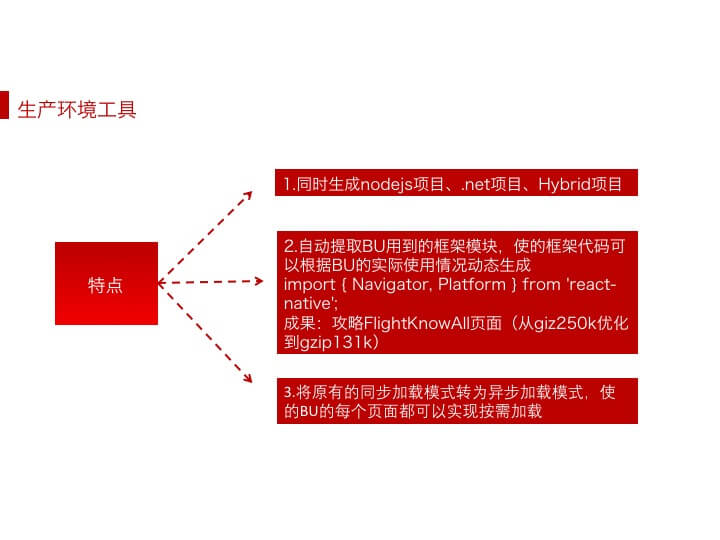 生产环境工具
特点
1.同时生成nodejs项目、.net项目、Hybrid项目
2.自动提取BU用到的框架模块，使的框架代码可
以根据BU的实际使用情况动态生成
import { Navigator, Platform } from 'react-
native';
成果：攻略FlightKnowAll页面（从giz250k优化
到gzip131k）
3.将原有的同步加载模式转为异步加载模式，使
的BU的每个页面都可以实现按需加载